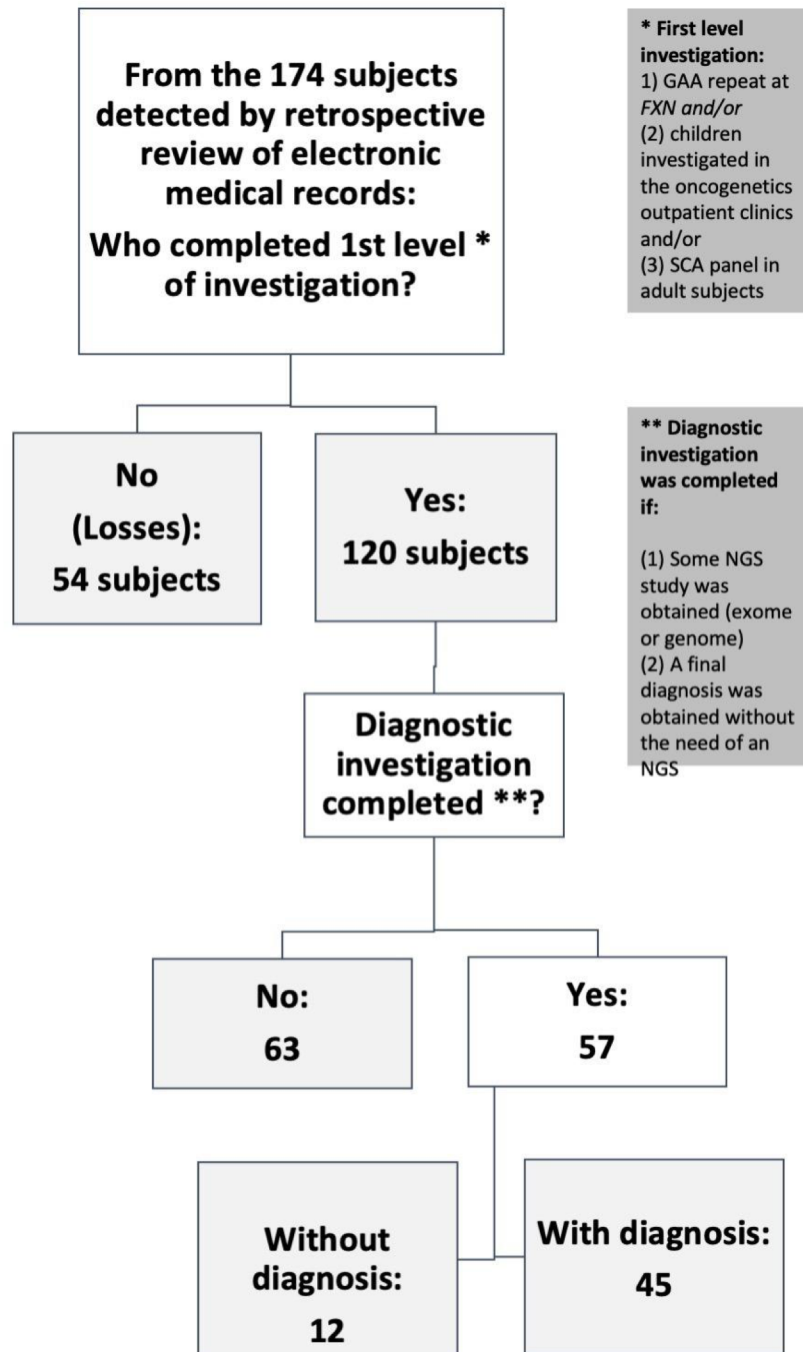 From the 174 subjects
detected by retrospective
review of electronic
medical records:
Who completed 1st level *
of investigation?
* First level
investigation:
1) GAA repeat at
FXN and/or
(2) children
investigated in
the oncogenetics
outpatient clinics
and/or
(3) SCA panel in
adult subjects
No
(Losses):
54 subjects
Yes:
120 subjects
** Diagnostic
investigation
was completed
if:
(1) Some NGS
study was
obtained (exome
or genome)
(2) A final
diagnosis was
obtained without
the need of an
NGS
Diagnostic
investigation
completed **?
No:
63
Yes:
57
Without
diagnosis:
12
With diagnosis:
45